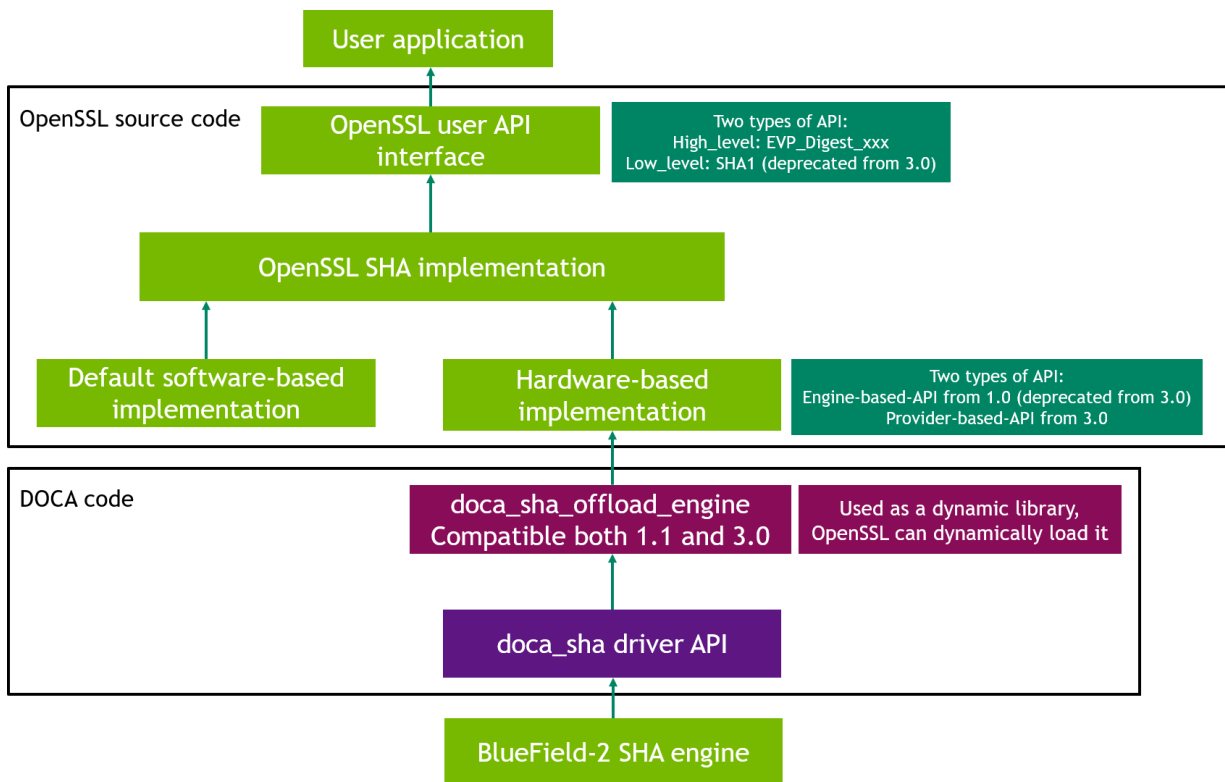 User application
OpenSSL source code
OpenSSL user API
interface
Two types of API:
High_level: EVP_Digest_xxx
Low_level: SHA1 (deprecated from 3.0)
OpenSSL SHA implementation
Default software-based
implementation
Hardware-based
implementation
Two types of API:
Engine-based-API from 1.0 (deprecated from 3.0)
Provider-based-API from 3.0
DOCA code
doca_sha_offload_engine
Compatible both 1.1 and 3.0
Used as a dynamic library,
OpenSSL can dynamically load it
doca_sha driver API
BlueField-2 SHA engine